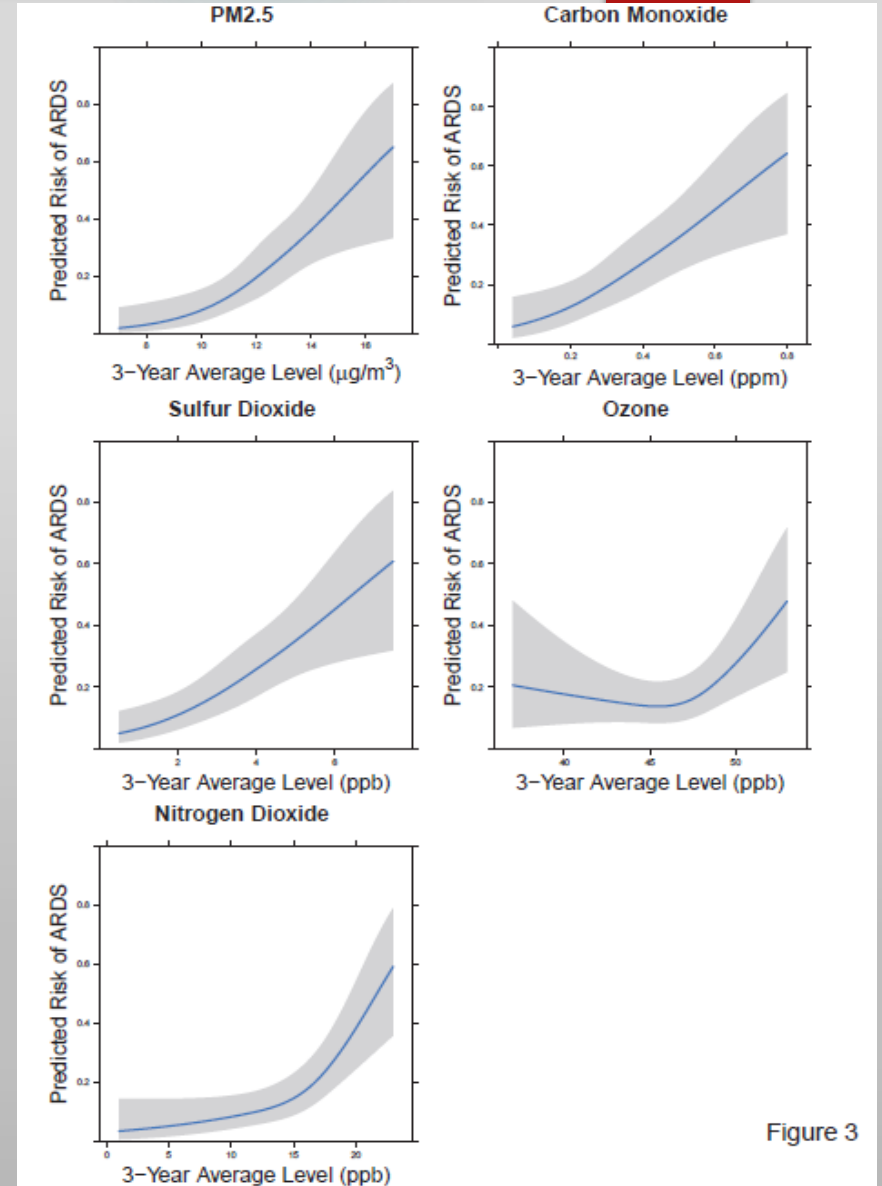 PM2.5
Predicted Risk of ARDS
0.8
0.6
0.4
0.2
8 10 12 14 16
3−Year Average Level (μg/m³)
Carbon Monoxide
Predicted Risk of ARDS
0.8
0.6
0.4
0.2
0.2 0.4 0.6 0.8
3−Year Average Level (ppm)
Sulfur Dioxide
Predicted Risk of ARDS
0.8
0.6
0.4
0.2
2 4 6
3−Year Average Level (ppb)
Ozone
Predicted Risk of ARDS
0.8
0.6
0.4
0.2
40 45 50
3−Year Average Level (ppb)
Nitrogen Dioxide
Predicted Risk of ARDS
0.8
0.6
0.4
0.2
0 5 10 15 20
3−Year Average Level (ppb)
Figure 3